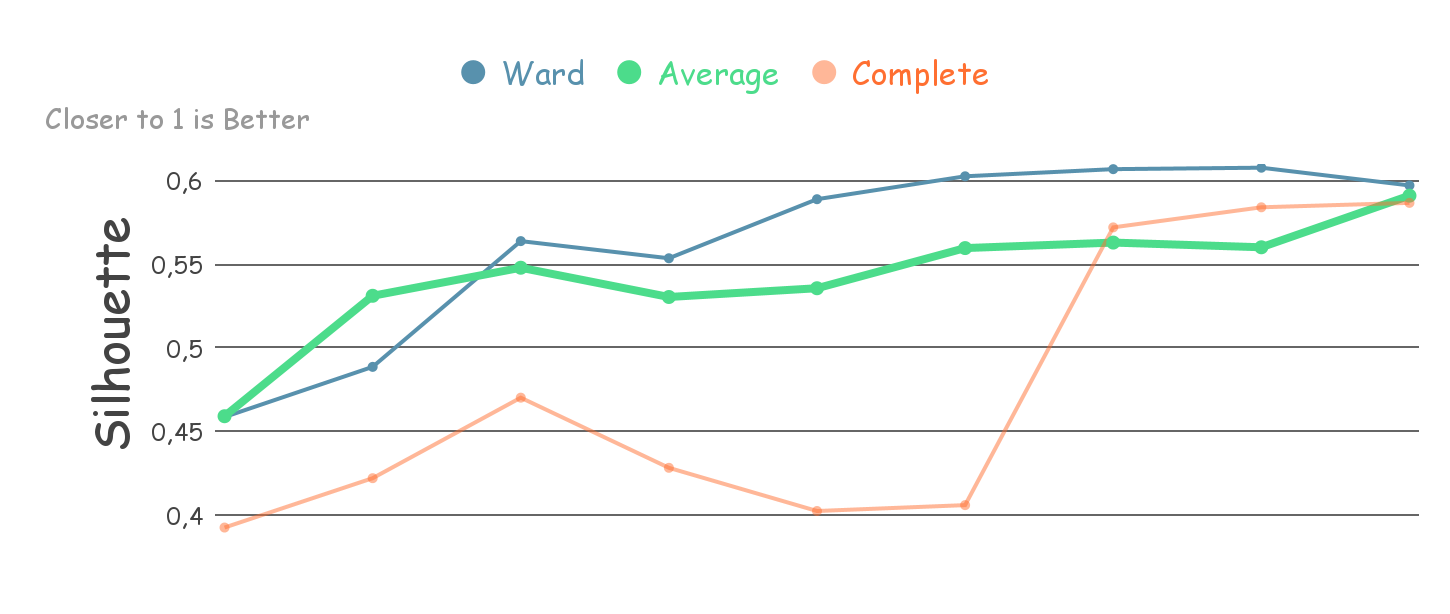 Ward Average Complete
Closer to 1 is Better
Silhouette
0,6
0,55
0,5
0,45
0,4